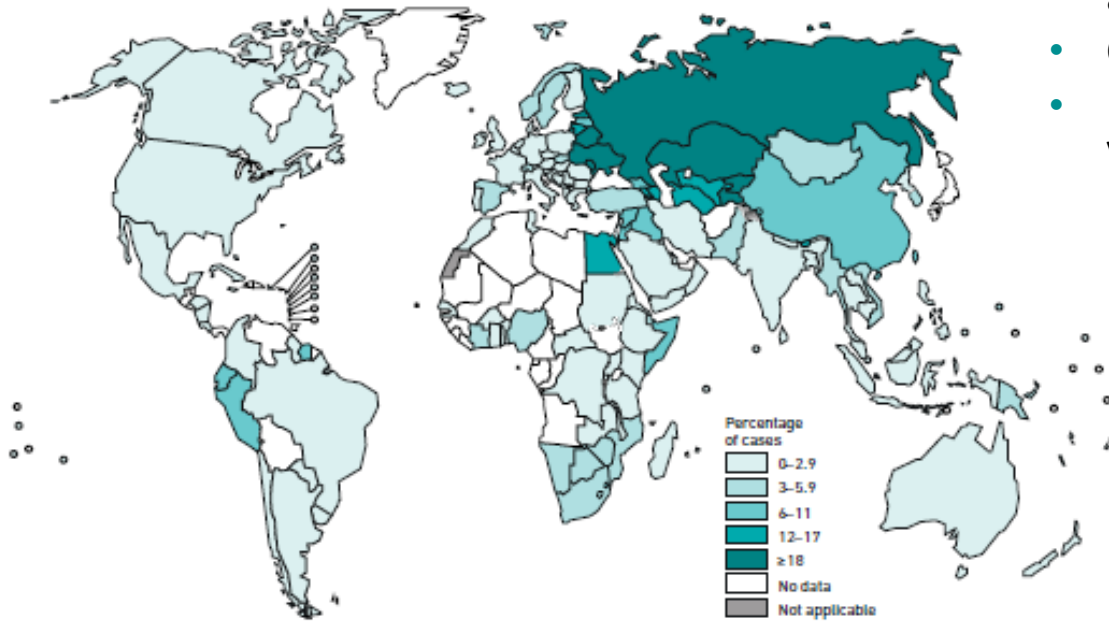 Percentage
of cases
0–2.9
3–5.9
6–11
12–17
≥18
No data
Not applicable